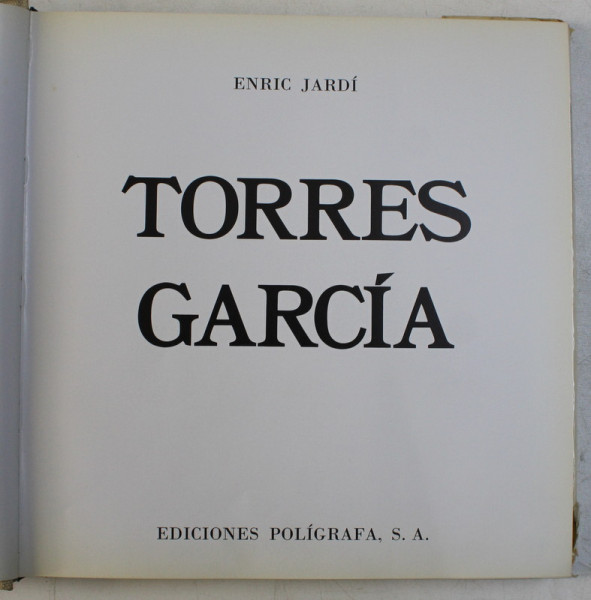 ENRIC JARDÍ
TORRES
GARCÍA
EDICIONES POLÍGRAFA, S. A.